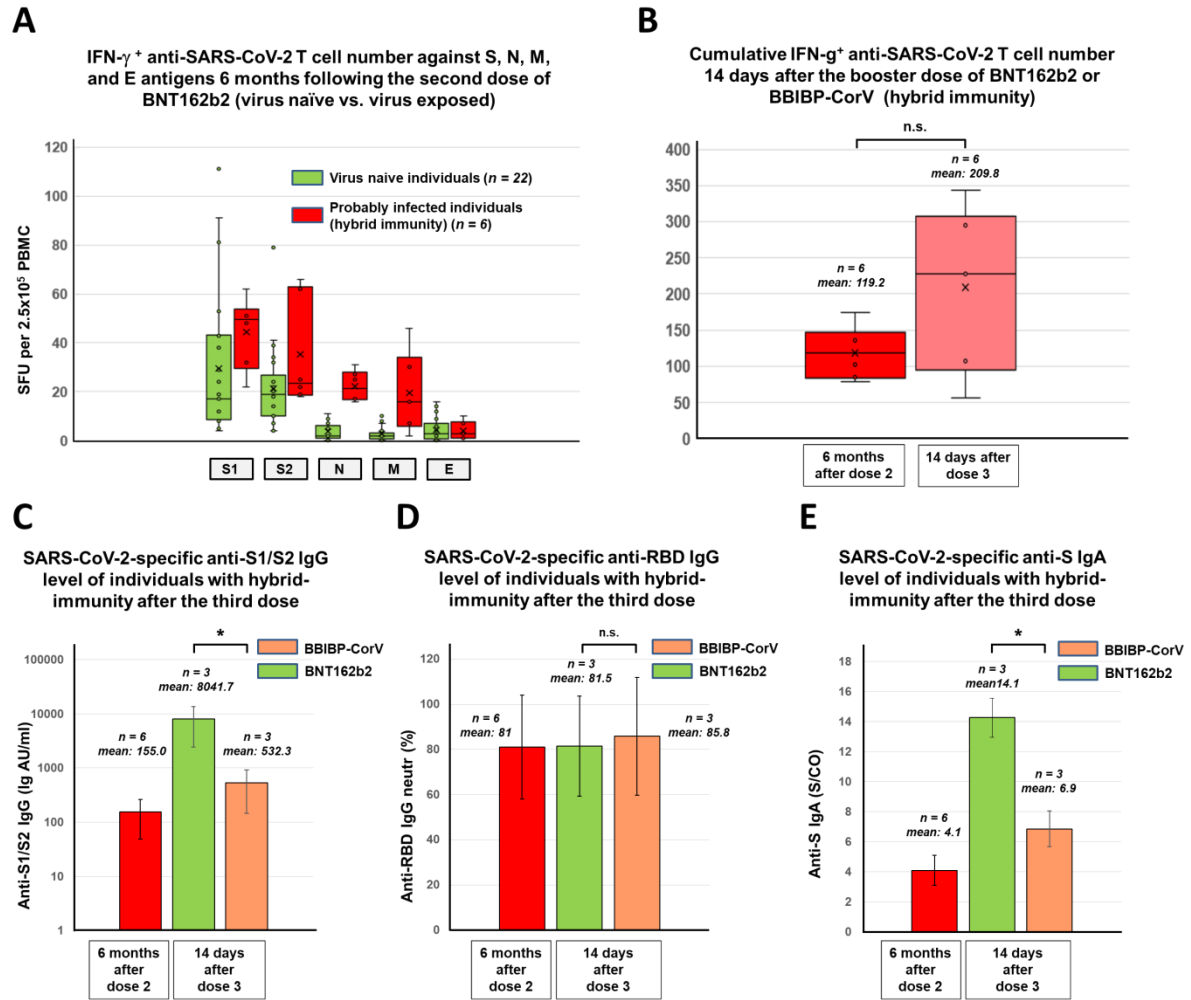 A
IFN-γ + anti-SARS-CoV-2 T cell number against S, N, M,
and E antigens 6 months following the second dose of
BNT162b2 (virus naïve vs. virus exposed)
SFU per 2.5x10⁵ PBMC
120
100
80
60
40
20
0
Virus naive individuals (n = 22)
Probably infected individuals
(hybrid immunity) (n = 6)
S1
S2
N
M
E
B
Cumulative IFN-g⁺ anti-SARS-CoV-2 T cell number
14 days after the booster dose of BNT162b2 or
BBIBP-CorV (hybrid immunity)
n.s.
400
350
300
250
200
150
100
50
0
n = 6
mean: 119.2
n = 6
mean: 209.8
6 months
after dose 2
14 days after
dose 3
C
SARS-CoV-2-specific anti-S1/S2 IgG
level of individuals with hybrid-
immunity after the third dose
*
BBIBP-CorV
BNT162b2
Anti-S1/S2 IgG (lg AU/ml)
100000
10000
1000
100
10
1
n = 6
mean: 155.0
n = 3
mean: 8041.7
n = 3
mean: 532.3
6 months
after
dose 2
14 days
after
dose 3
D
SARS-CoV-2-specific anti-RBD IgG
level of individuals with hybrid-
immunity after the third dose
n.s.
BBIBP-CorV
BNT162b2
Anti-RBD IgG neutr (%)
120
100
80
60
40
20
0
n = 6
mean: 81
n = 3
mean: 81.5
n = 3
mean: 85.8
6 months
after
dose 2
14 days
after
dose 3
E
SARS-CoV-2-specific anti-S IgA
level of individuals with hybrid-
immunity after the third dose
*
BBIBP-CorV
BNT162b2
Anti-S IgA (S/CO)
18
16
14
12
10
8
6
4
2
0
n = 6
mean: 4.1
n = 3
mean14.1
n = 3
mean: 6.9
6 months
after
dose 2
14 days
after
dose 3